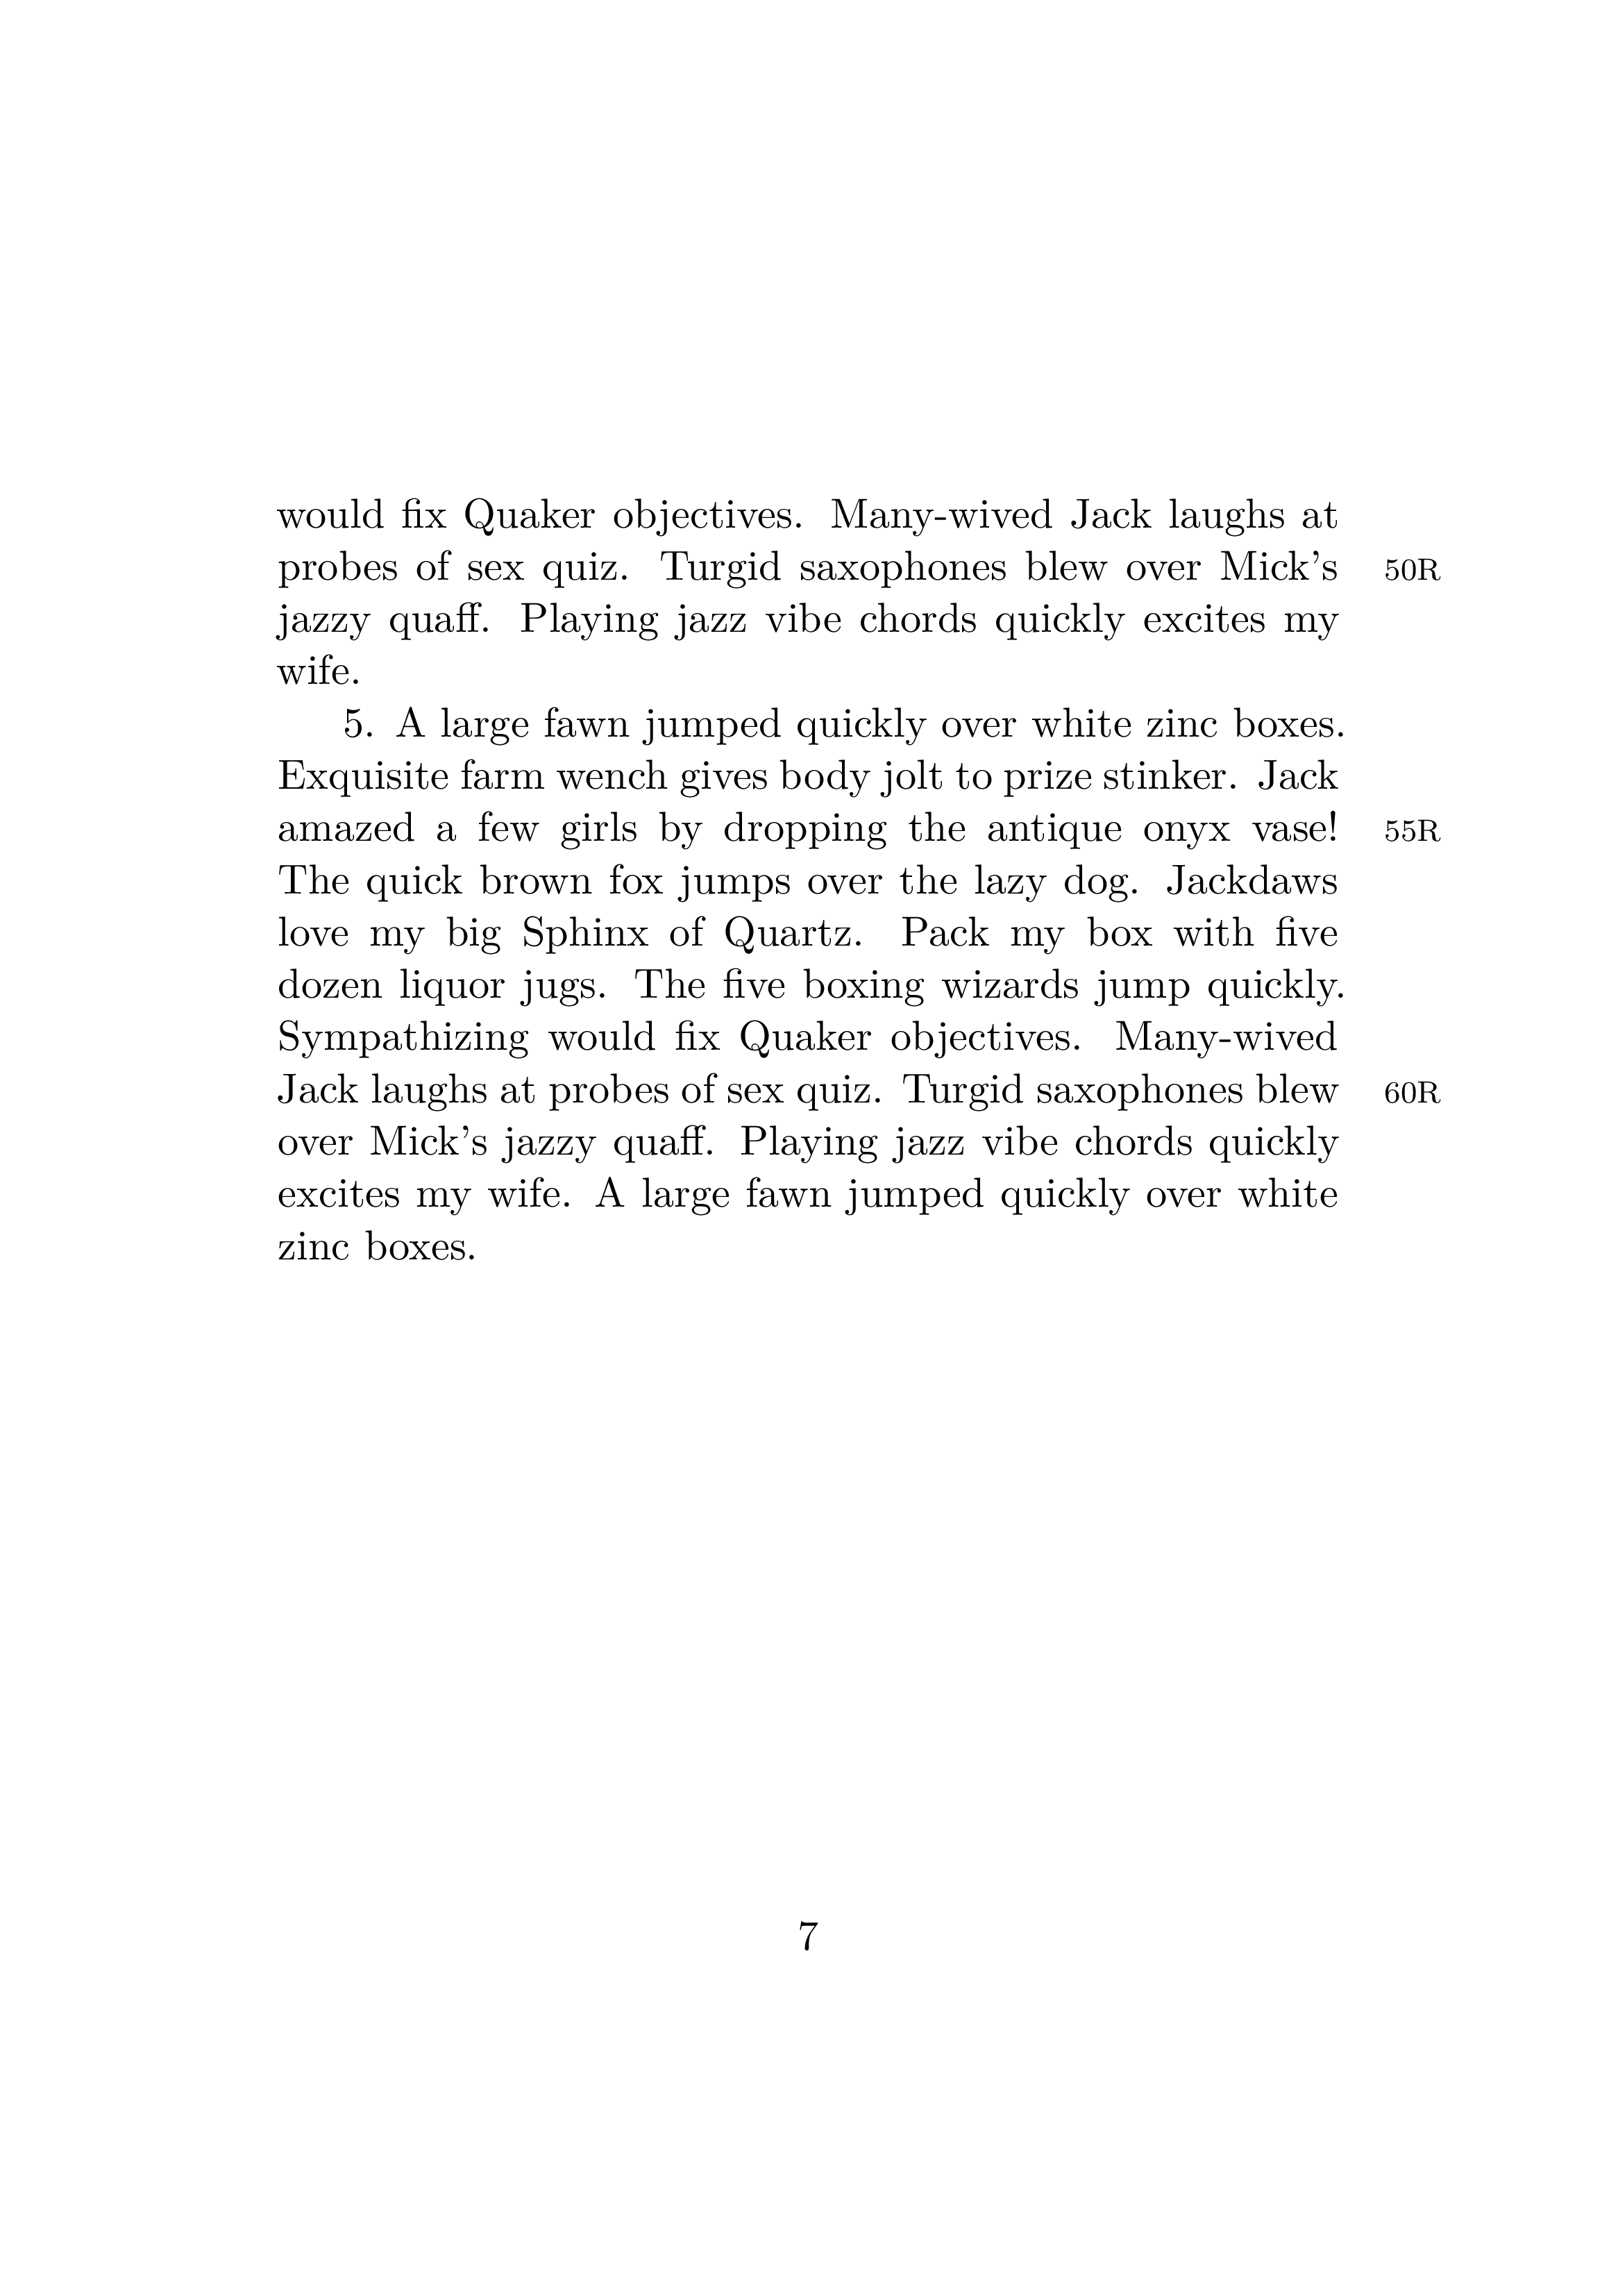 would fix Quaker objectives. Many-wived Jack laughs at
probes of sex quiz. Turgid saxophones blew over Mick's 50R
jazzy quaff. Playing jazz vibe chords quickly excites my
wife.
5. A large fawn jumped quickly over white zinc boxes.
Exquisite farm wench gives body jolt to prize stinker. Jack
amazed a few girls by dropping the antique onyx vase! 55R
The quick brown fox jumps over the lazy dog. Jackdaws
love my big Sphinx of Quartz. Pack my box with five
dozen liquor jugs. The five boxing wizards jump quickly.
Sympathizing would fix Quaker objectives. Many-wived
Jack laughs at probes of sex quiz. Turgid saxophones blew 60R
over Mick's jazzy quaff. Playing jazz vibe chords quickly
excites my wife. A large fawn jumped quickly over white
zinc boxes.
7